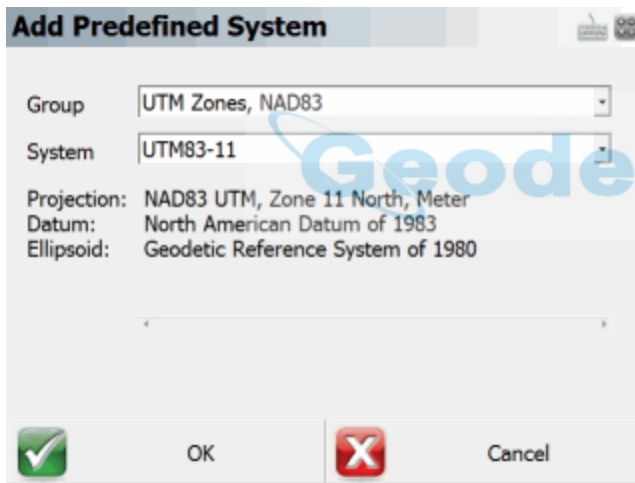 Add Predefined System
Group UTM Zones, NAD83
System UTM83-11
Geode
Projection: NAD83 UTM, Zone 11 North, Meter
Datum: North American Datum of 1983
Ellipsoid: Geodetic Reference System of 1980
OK Cancel